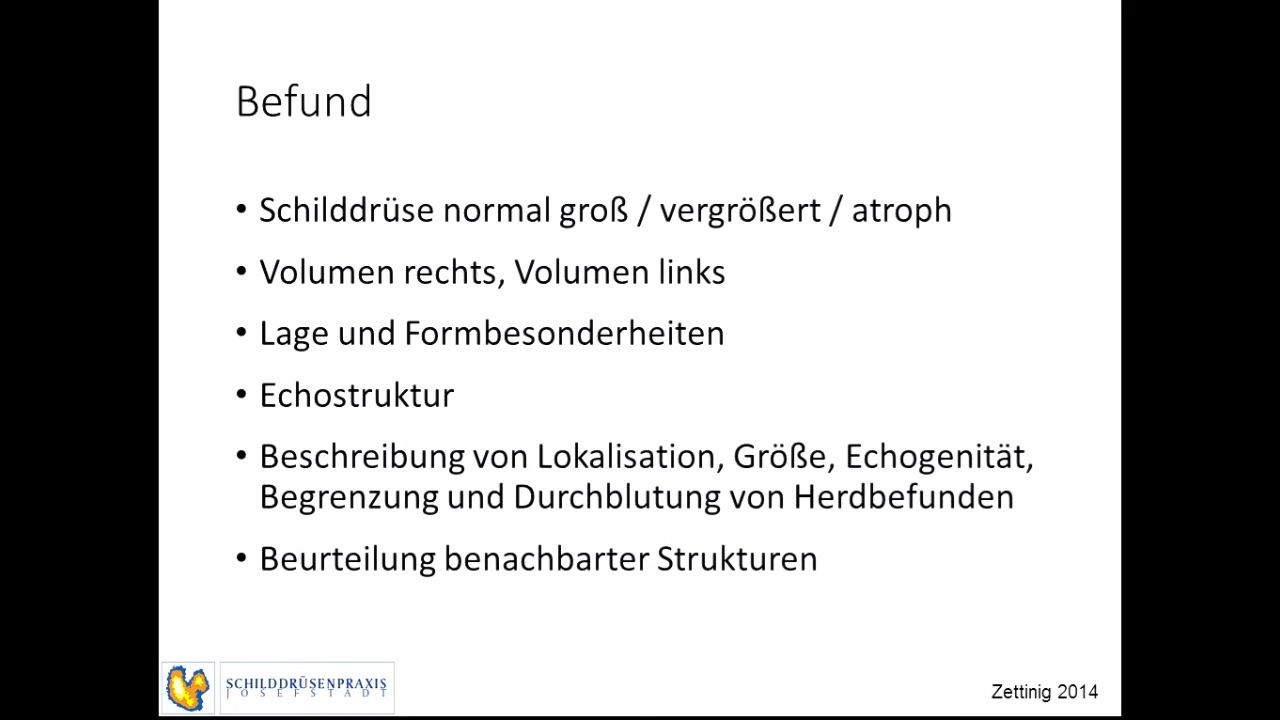 Befund
• Schilddrüse normal groß / vergrößert / atroph
• Volumen rechts, Volumen links
• Lage und Formbesonderheiten
• Echostruktur
• Beschreibung von Lokalisation, Größe, Echogenität,
Begrenzung und Durchblutung von Herdbefunden
• Beurteilung benachbarter Strukturen
SCHILDDRÜSENPRAXIS
JOSEFSTADT
Zettinig 2014